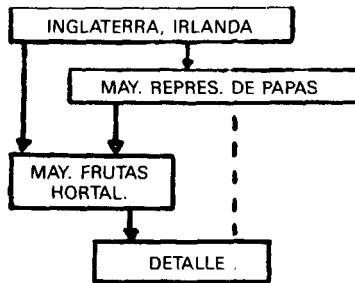 INGLATERRA, IRLANDA
MAY. REPRES. DE PAPAS
MAY. FRUTAS
HORTAL.
DETALLE .